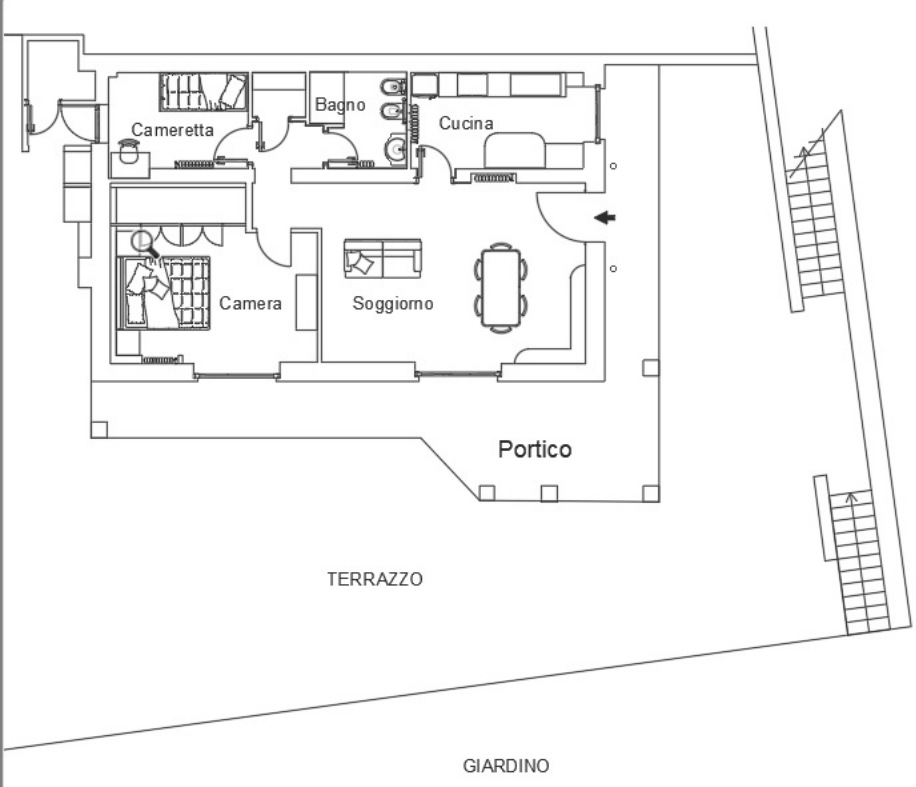 Bagno
Cameretta
Cucina
Camera
Soggiorno
Portico
TERRAZZO
GIARDINO